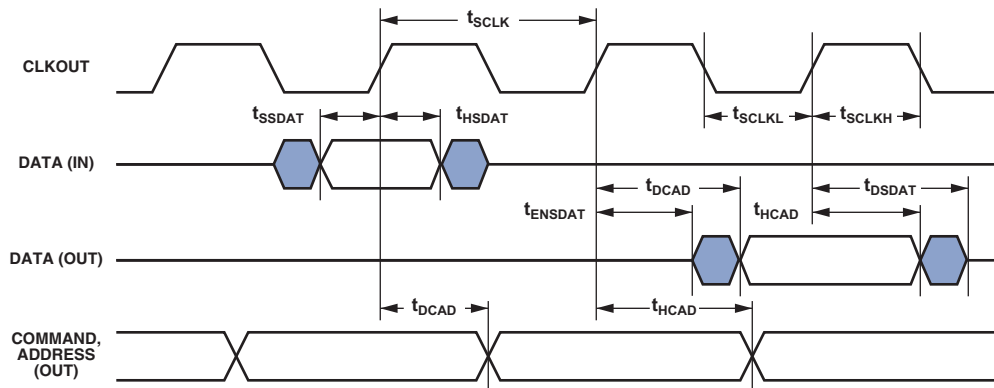 tSCLK
CLKOUT
tSSDAT
tHSDAT
tSCLKL
tSCLKH
DATA (IN)
tDCAD
tDSDAT
tENSDAT
tHCAD
DATA (OUT)
tDCAD
tHCAD
COMMAND,
ADDRESS
(OUT)